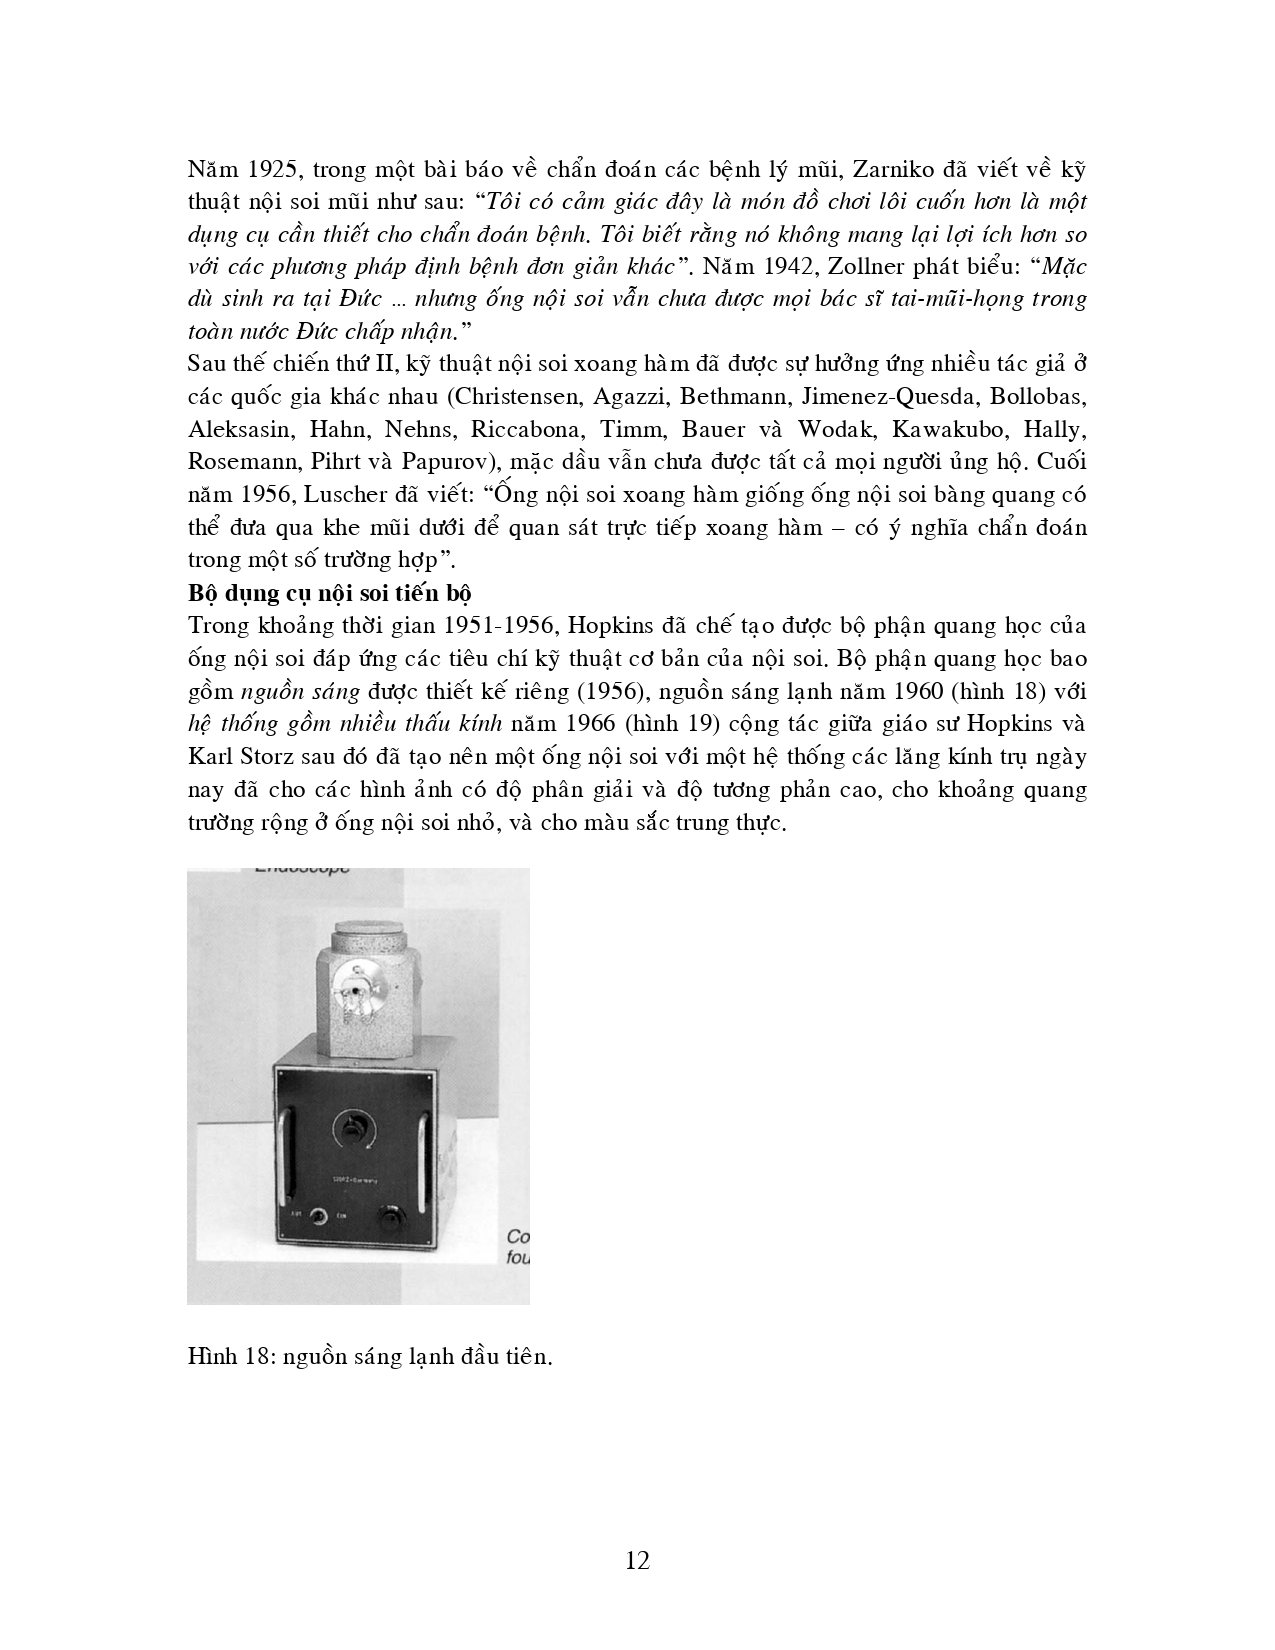 Năm 1925, trong một bài báo về chẩn đoán các bệnh lý mũi, Zarniko đã viết về kỹ
thuật nội soi mũi như sau: “Tôi có cảm giác đây là món đồ chơi lôi cuốn hơn là một
dụng cụ cần thiết cho chẩn đoán bệnh. Tôi biết rằng nó không mang lại lợi ích hơn so
với các phương pháp định bệnh đơn giản khác”. Năm 1942, Zollner phát biểu: “Mặc
dù sinh ra tại Đức ... nhưng ống nội soi vẫn chưa được mọi bác sĩ tai-mũi-họng trong
toàn nước Đức chấp nhận.”
Sau thế chiến thứ II, kỹ thuật nội soi xoang hàm đã được sự hưởng ứng nhiều tác giả ở
các quốc gia khác nhau (Christensen, Agazzi, Bethmann, Jimenez-Quesda, Bollobas,
Aleksasin, Hahn, Nehns, Riccabona, Timm, Bauer và Wodak, Kawakubo, Hally,
Rosemann, Pihrt và Papurov), mặc dầu vẫn chưa được tất cả mọi người ủng hộ. Cuối
năm 1956, Luscher đã viết: “Ống nội soi xoang hàm giống ống nội soi bàng quang có
thể đưa qua khe mũi dưới để quan sát trực tiếp xoang hàm – có ý nghĩa chẩn đoán
trong một số trường hợp”.
Bộ dụng cụ nội soi tiến bộ
Trong khoảng thời gian 1951-1956, Hopkins đã chế tạo được bộ phận quang học của
ống nội soi đáp ứng các tiêu chí kỹ thuật cơ bản của nội soi. Bộ phận quang học bao
gồm nguồn sáng được thiết kế riêng (1956), nguồn sáng lạnh năm 1960 (hình 18) với
hệ thống gồm nhiều thấu kính năm 1966 (hình 19) cộng tác giữa giáo sư Hopkins và
Karl Storz sau đó đã tạo nên một ống nội soi với một hệ thống các lăng kính trụ ngày
nay đã cho các hình ảnh có độ phân giải và độ tương phản cao, cho khoảng quang
trường rộng ở ống nội soi nhỏ, và cho màu sắc trung thực.
Endoscope
STORZ-Germany
AUS EIN
Co
fou
Hình 18: nguồn sáng lạnh đầu tiên.
12